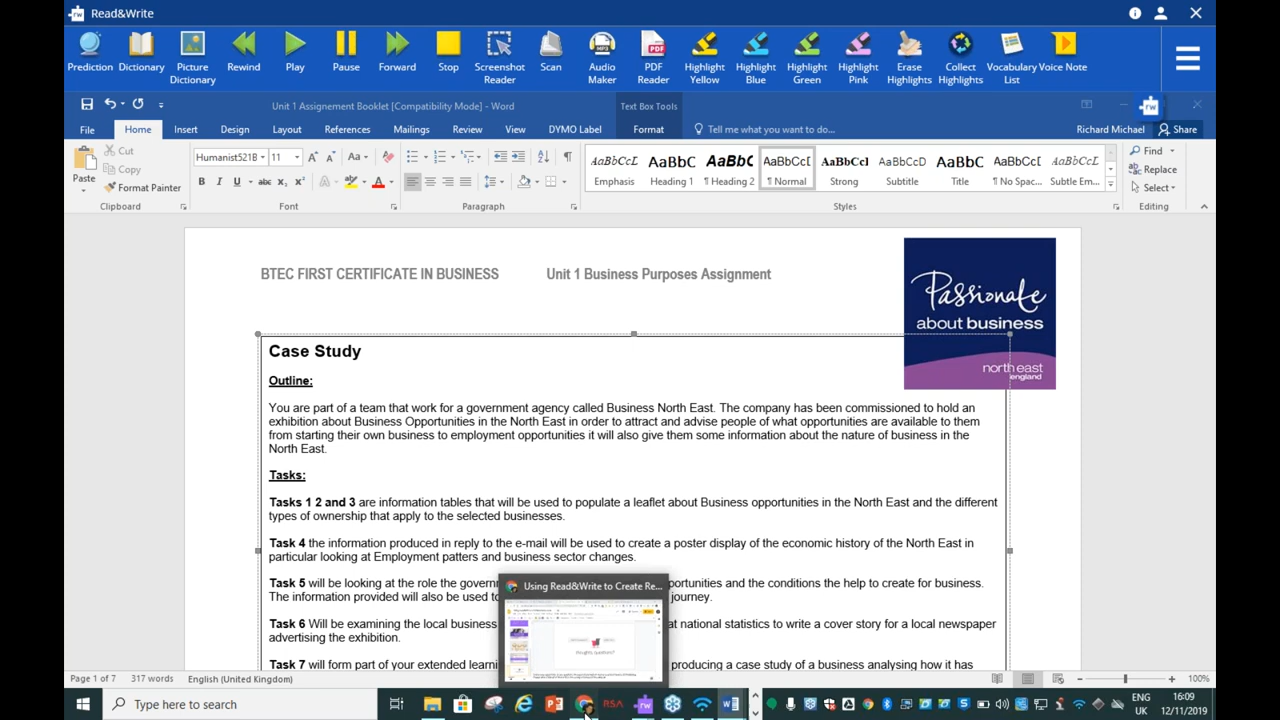 Read&Write
Prediction
Dictionary
Picture Dictionary
Rewind
Play
Pause
Forward
Stop
Screenshot Reader
Scan
Audio Maker
PDF Reader
Highlight Yellow
Highlight Blue
Highlight Green
Highlight Pink
Erase Highlights
Collect Highlights
Vocabulary List
Voice Note
Unit 1 Assignement Booklet [Compatibility Mode] - Word
Text Box Tools
File Home Insert Design Layout References Mailings Review View DYMO Label Format Tell me what you want to do... Richard Michael Share
Paste
Cut
Copy
Format Painter
Clipboard
Humanist521B 11
Font
Paragraph
AaBbCcL AaBbC AaBbC AaBbCcI AaBbCcl AaBbCcD AaBbC AaBbCcI AaBbCcL
Emphasis Heading 1 ¶ Heading 2 ¶ Normal Strong Subtitle Title ¶ No Spac... Subtle Em...
Styles
Find
Replace
Select
Editing
BTEC FIRST CERTIFICATE IN BUSINESS Unit 1 Business Purposes Assignment
Passionate
about business
north east
england
Case Study
Outline:
You are part of a team that work for a government agency called Business North East. The company has been commissioned to hold an
exhibition about Business Opportunities in the North East in order to attract and advise people of what opportunities are available to them
from starting their own business to employment opportunities it will also give them some information about the nature of business in the
North East.
Tasks:
Tasks 1 2 and 3 are information tables that will be used to populate a leaflet about Business opportunities in the North East and the different
types of ownership that apply to the selected businesses.
Task 4 the information produced in reply to the e-mail will be used to create a poster display of the economic history of the North East in
particular looking at Employment patters and business sector changes.
Task 5 will be looking at the role the governm portunities and the conditions the help to create for business.
The information provided will also be used to journey.
Task 6 Will be examining the local business at national statistics to write a cover story for a local newspaper
advertising the exhibition.
Task 7 will form part of your extended learni producing a case study of a business analysing how it has
Using Read&Write to Create Re...
thoughts, questions?
Page 1 of 7 317 words English (United Kingdom) 100%
Type here to search
RSA
ENG
UK
16:09
12/11/2019